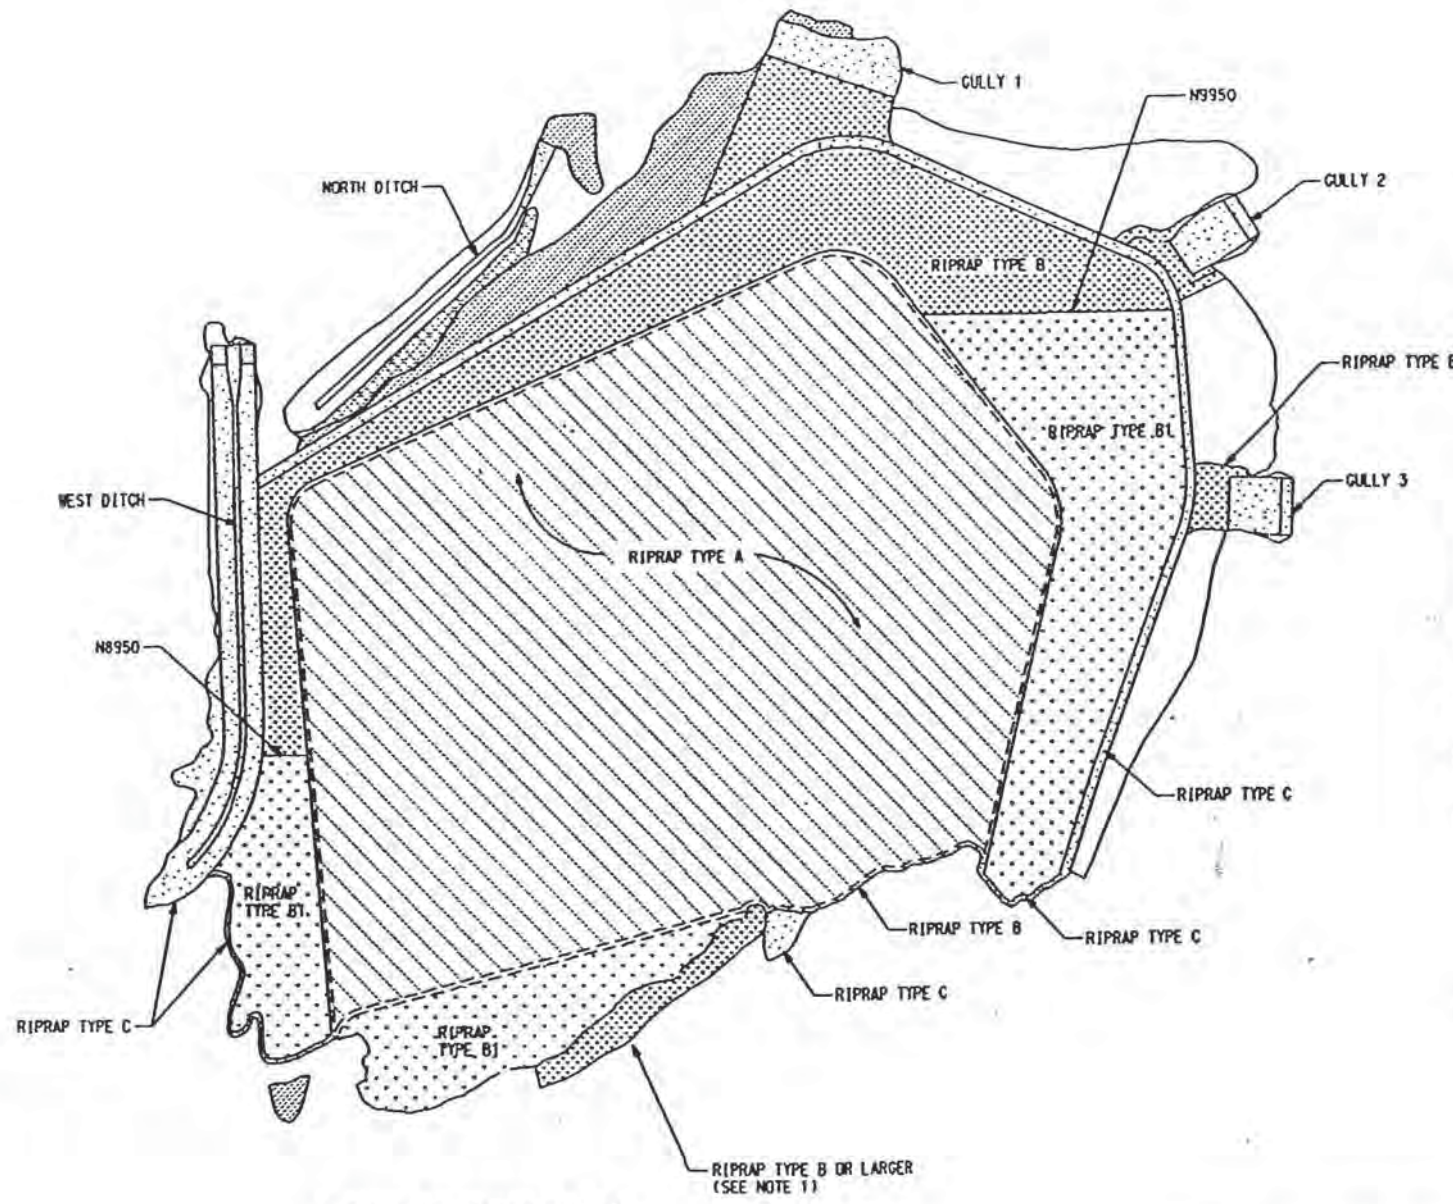 GULLY 1
N9950
NORTH DITCH
GULLY 2
RIPRAP TYPE B
RIPRAP TYPE B
RIPRAP TYPE B1
WEST DITCH
GULLY 3
RIPRAP TYPE A
N8950
RIPRAP TYPE C
RIPRAP
TYPE B1
RIPRAP TYPE B
RIPRAP TYPE C
RIPRAP TYPE C
RIPRAP TYPE C
RIPRAP
TYPE B1
RIPRAP TYPE B OR LARGER
(SEE NOTE 1)